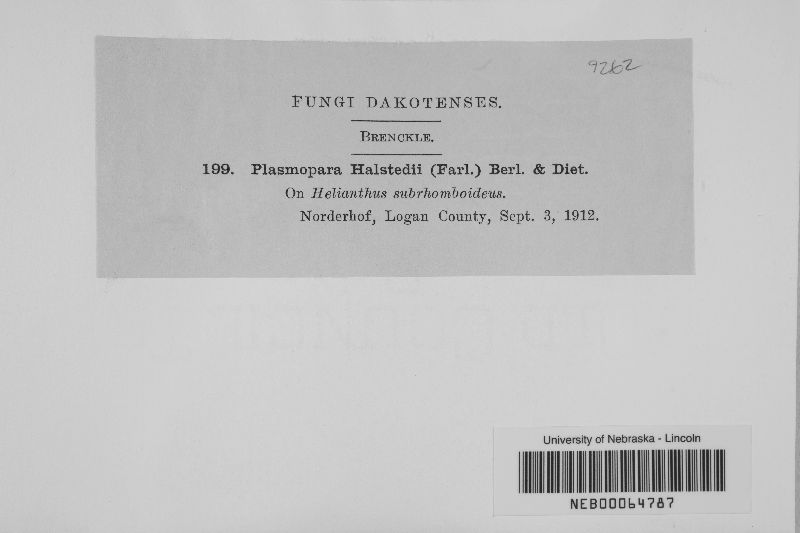 9262
FUNGI DAKOTENSES.
BRENCKLE.
199. Plasmopara Halstedii (Farl.) Berl. & Diet.
On Helianthus subrhomboideus.
Norderhof, Logan County, Sept. 3, 1912.
University of Nebraska - Lincoln
NEB00064787